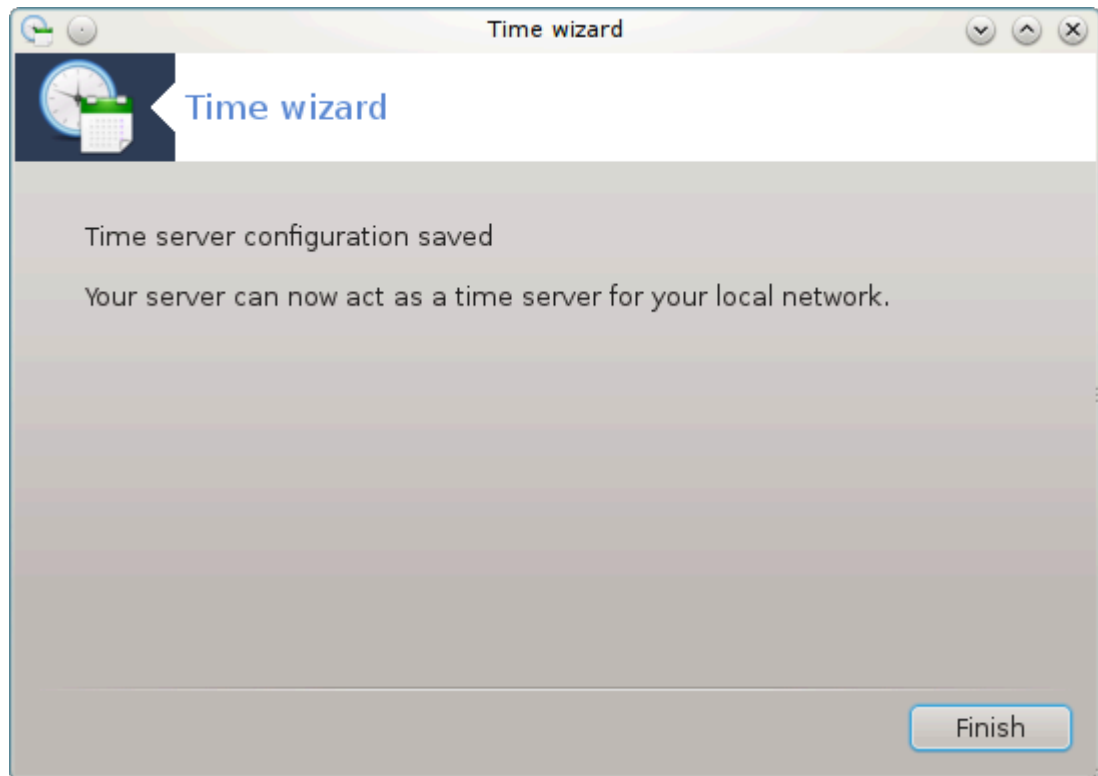 Time wizard
Time wizard
Time server configuration saved
Your server can now act as a time server for your local network.
Finish